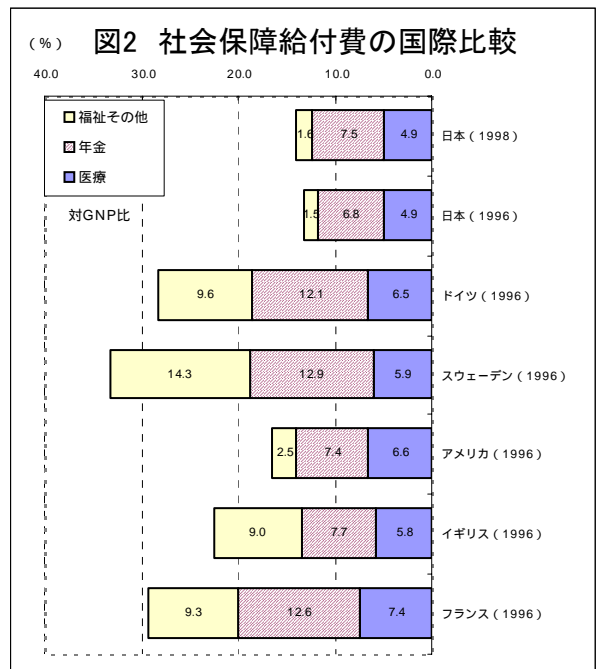 (%) 図2 社会保障給付費の国際比較
40.0 30.0 20.0 10.0 0.0
福祉その他
年金
医療
対GNP比
1.6 7.5 4.9 日本(1998)
1.5 6.8 4.9 日本(1996)
9.6 12.1 6.5 ドイツ(1996)
14.3 12.9 5.9 スウェーデン(1996)
2.5 7.4 6.6 アメリカ(1996)
9.0 7.7 5.8 イギリス(1996)
9.3 12.6 7.4 フランス(1996)